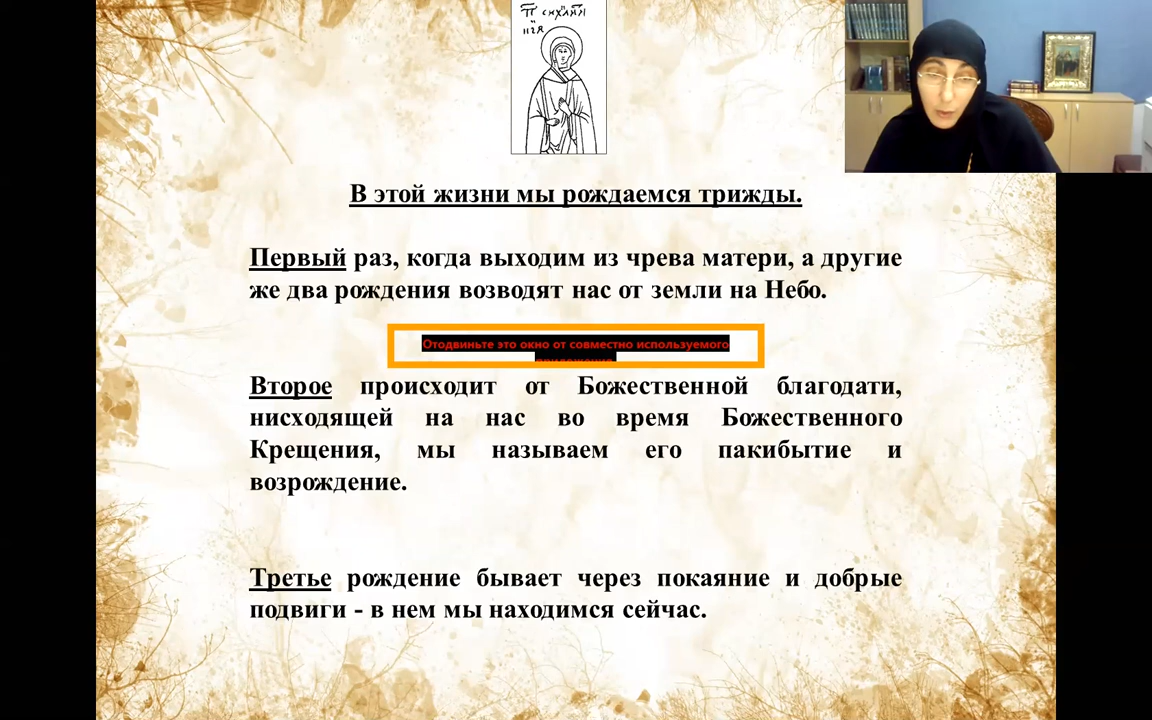 В этой жизни мы рождаемся трижды.
Первый раз, когда выходим из чрева матери, а другие
же два рождения возводят нас от земли на Небо.
Отодвиньте это окно от совместно используемого
Второе происходит от Божественной благодати,
нисходящей на нас во время Божественного
Крещения, мы называем его пакибытие и
возрождение.
Третье рождение бывает через покаяние и добрые
подвиги - в нем мы находимся сейчас.